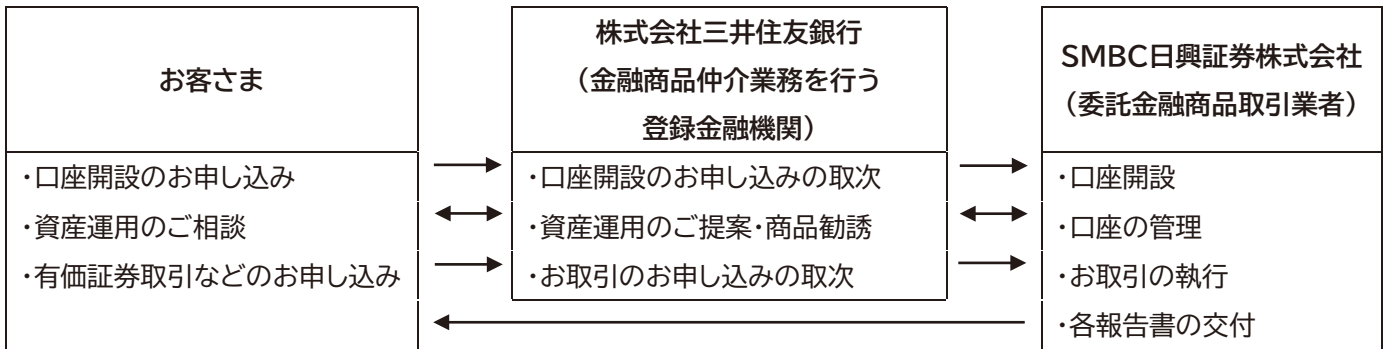 お客さま
株式会社三井住友銀行
（金融商品仲介業務を行う
登録金融機関）
SMBC日興証券株式会社
（委託金融商品取引業者）
・口座開設のお申し込み
・資産運用のご相談
・有価証券取引などのお申し込み
・口座開設のお申し込みの取次
・資産運用のご提案・商品勧誘
・お取引のお申し込みの取次
・口座開設
・口座の管理
・お取引の執行
・各報告書の交付